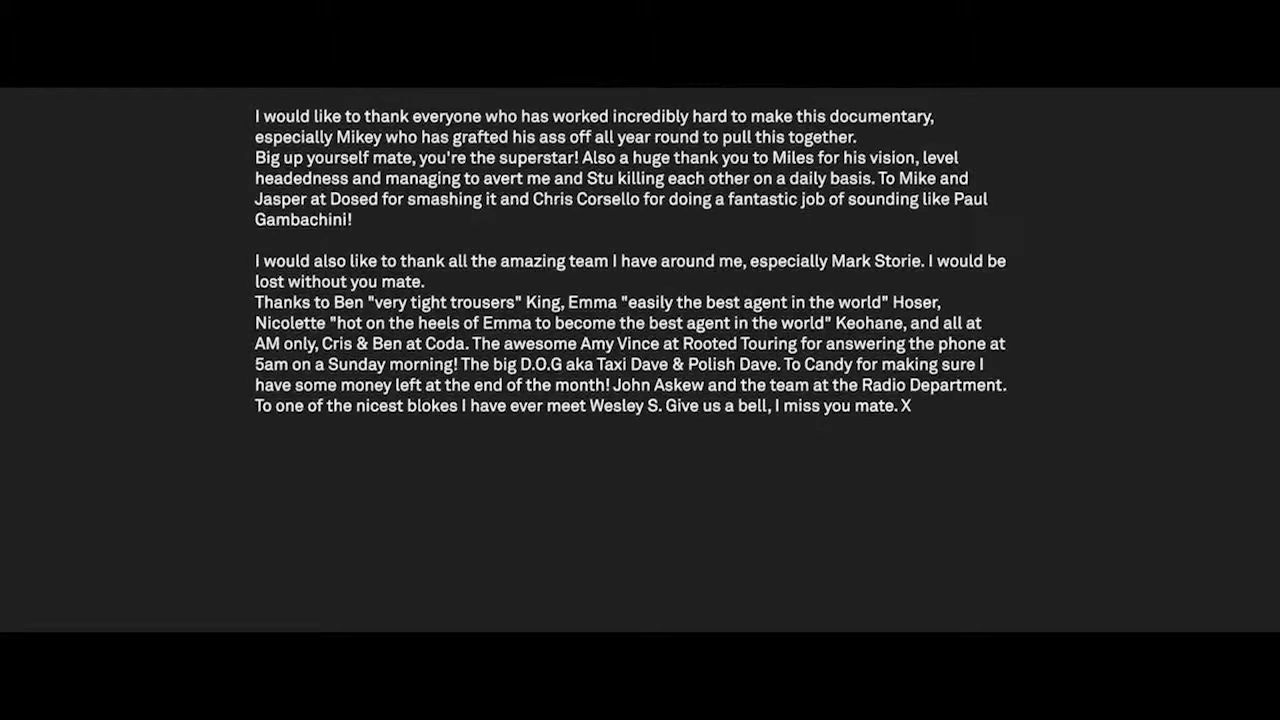 I would like to thank everyone who has worked incredibly hard to make this documentary,
especially Mikey who has grafted his ass off all year round to pull this together.
Big up yourself mate, you're the superstar! Also a huge thank you to Miles for his vision, level
headedness and managing to avert me and Stu killing each other on a daily basis. To Mike and
Jasper at Dosed for smashing it and Chris Corsello for doing a fantastic job of sounding like Paul
Gambachini!
I would also like to thank all the amazing team I have around me, especially Mark Storie. I would be
lost without you mate.
Thanks to Ben "very tight trousers" King, Emma "easily the best agent in the world" Hoser,
Nicolette "hot on the heels of Emma to become the best agent in the world" Keohane, and all at
AM only, Cris & Ben at Coda. The awesome Amy Vince at Rooted Touring for answering the phone at
5am on a Sunday morning! The big D.O.G aka Taxi Dave & Polish Dave. To Candy for making sure I
have some money left at the end of the month! John Askew and the team at the Radio Department.
To one of the nicest blokes I have ever meet Wesley S. Give us a bell, I miss you mate. X